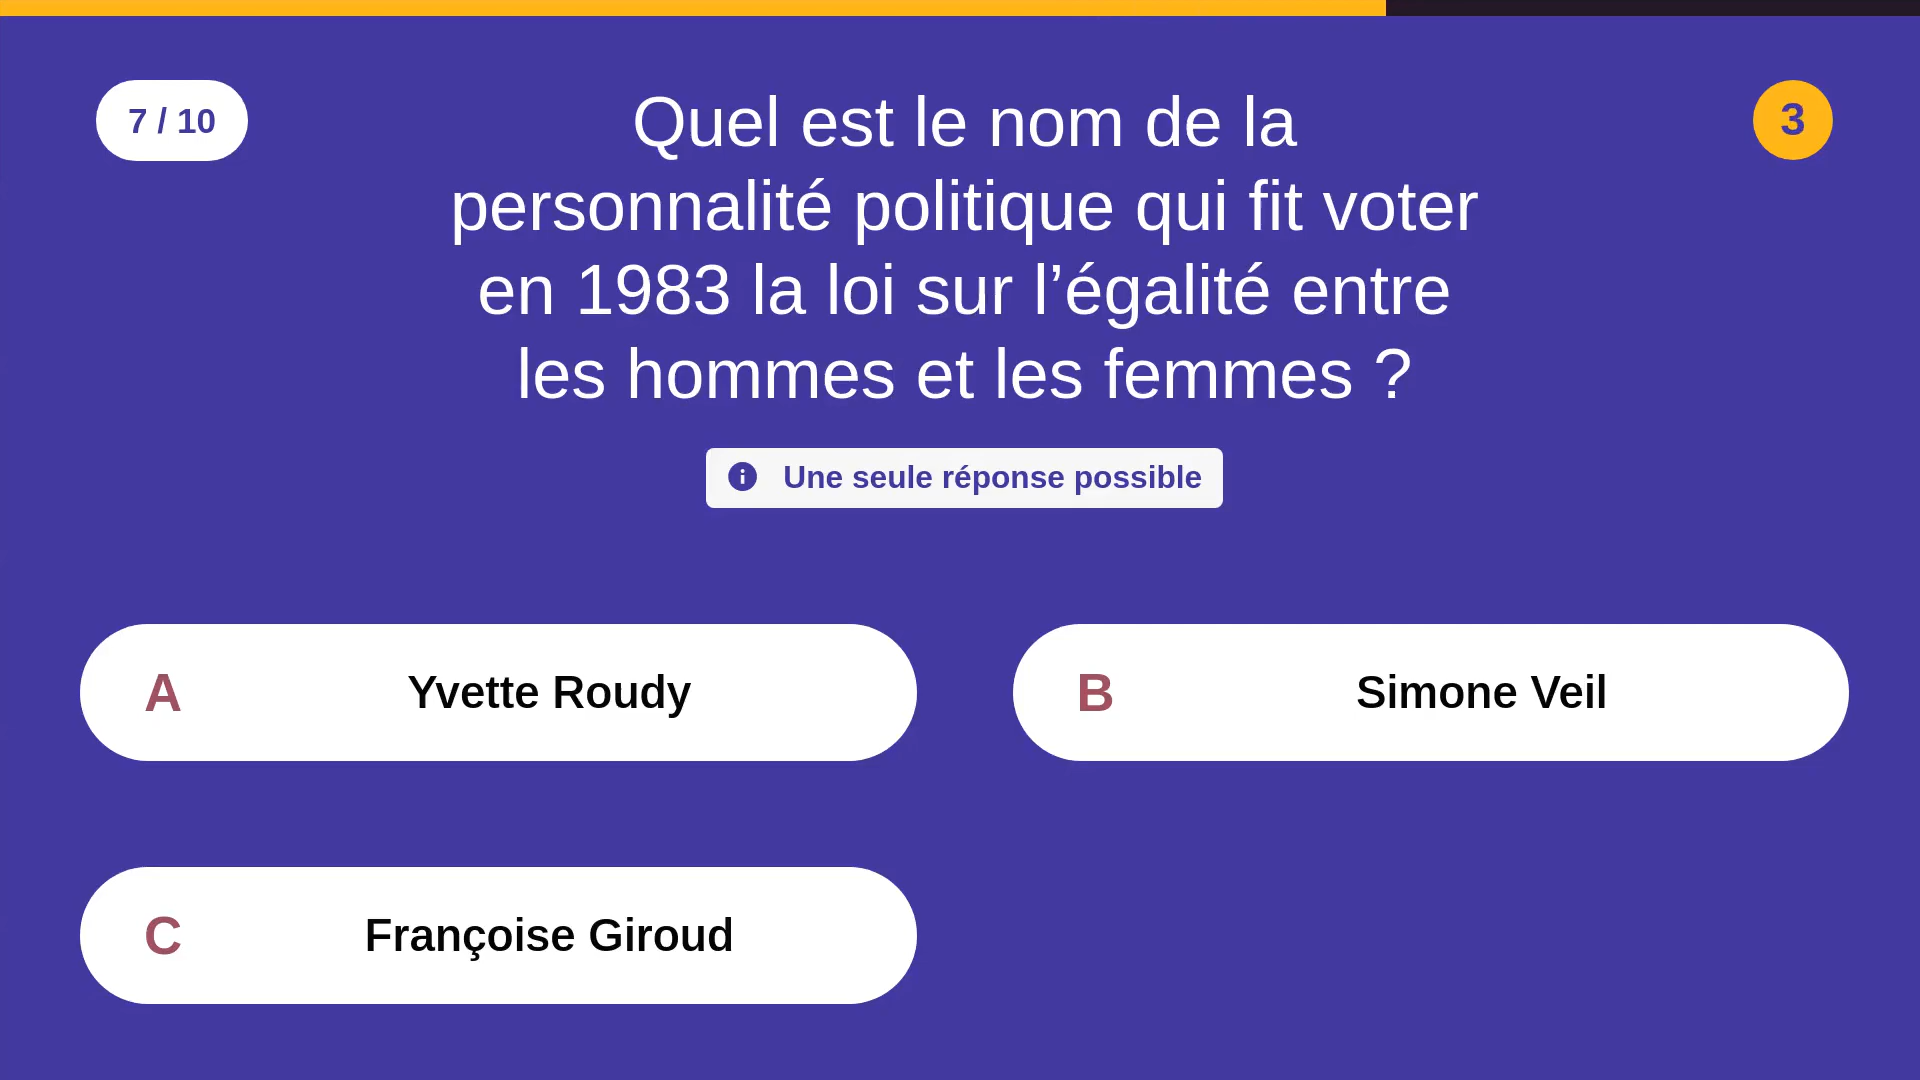 7 / 10
Quel est le nom de la
personnalité politique qui fit voter
en 1983 la loi sur l’égalité entre
les hommes et les femmes ?
3
Une seule réponse possible
A Yvette Roudy
B Simone Veil
C Françoise Giroud